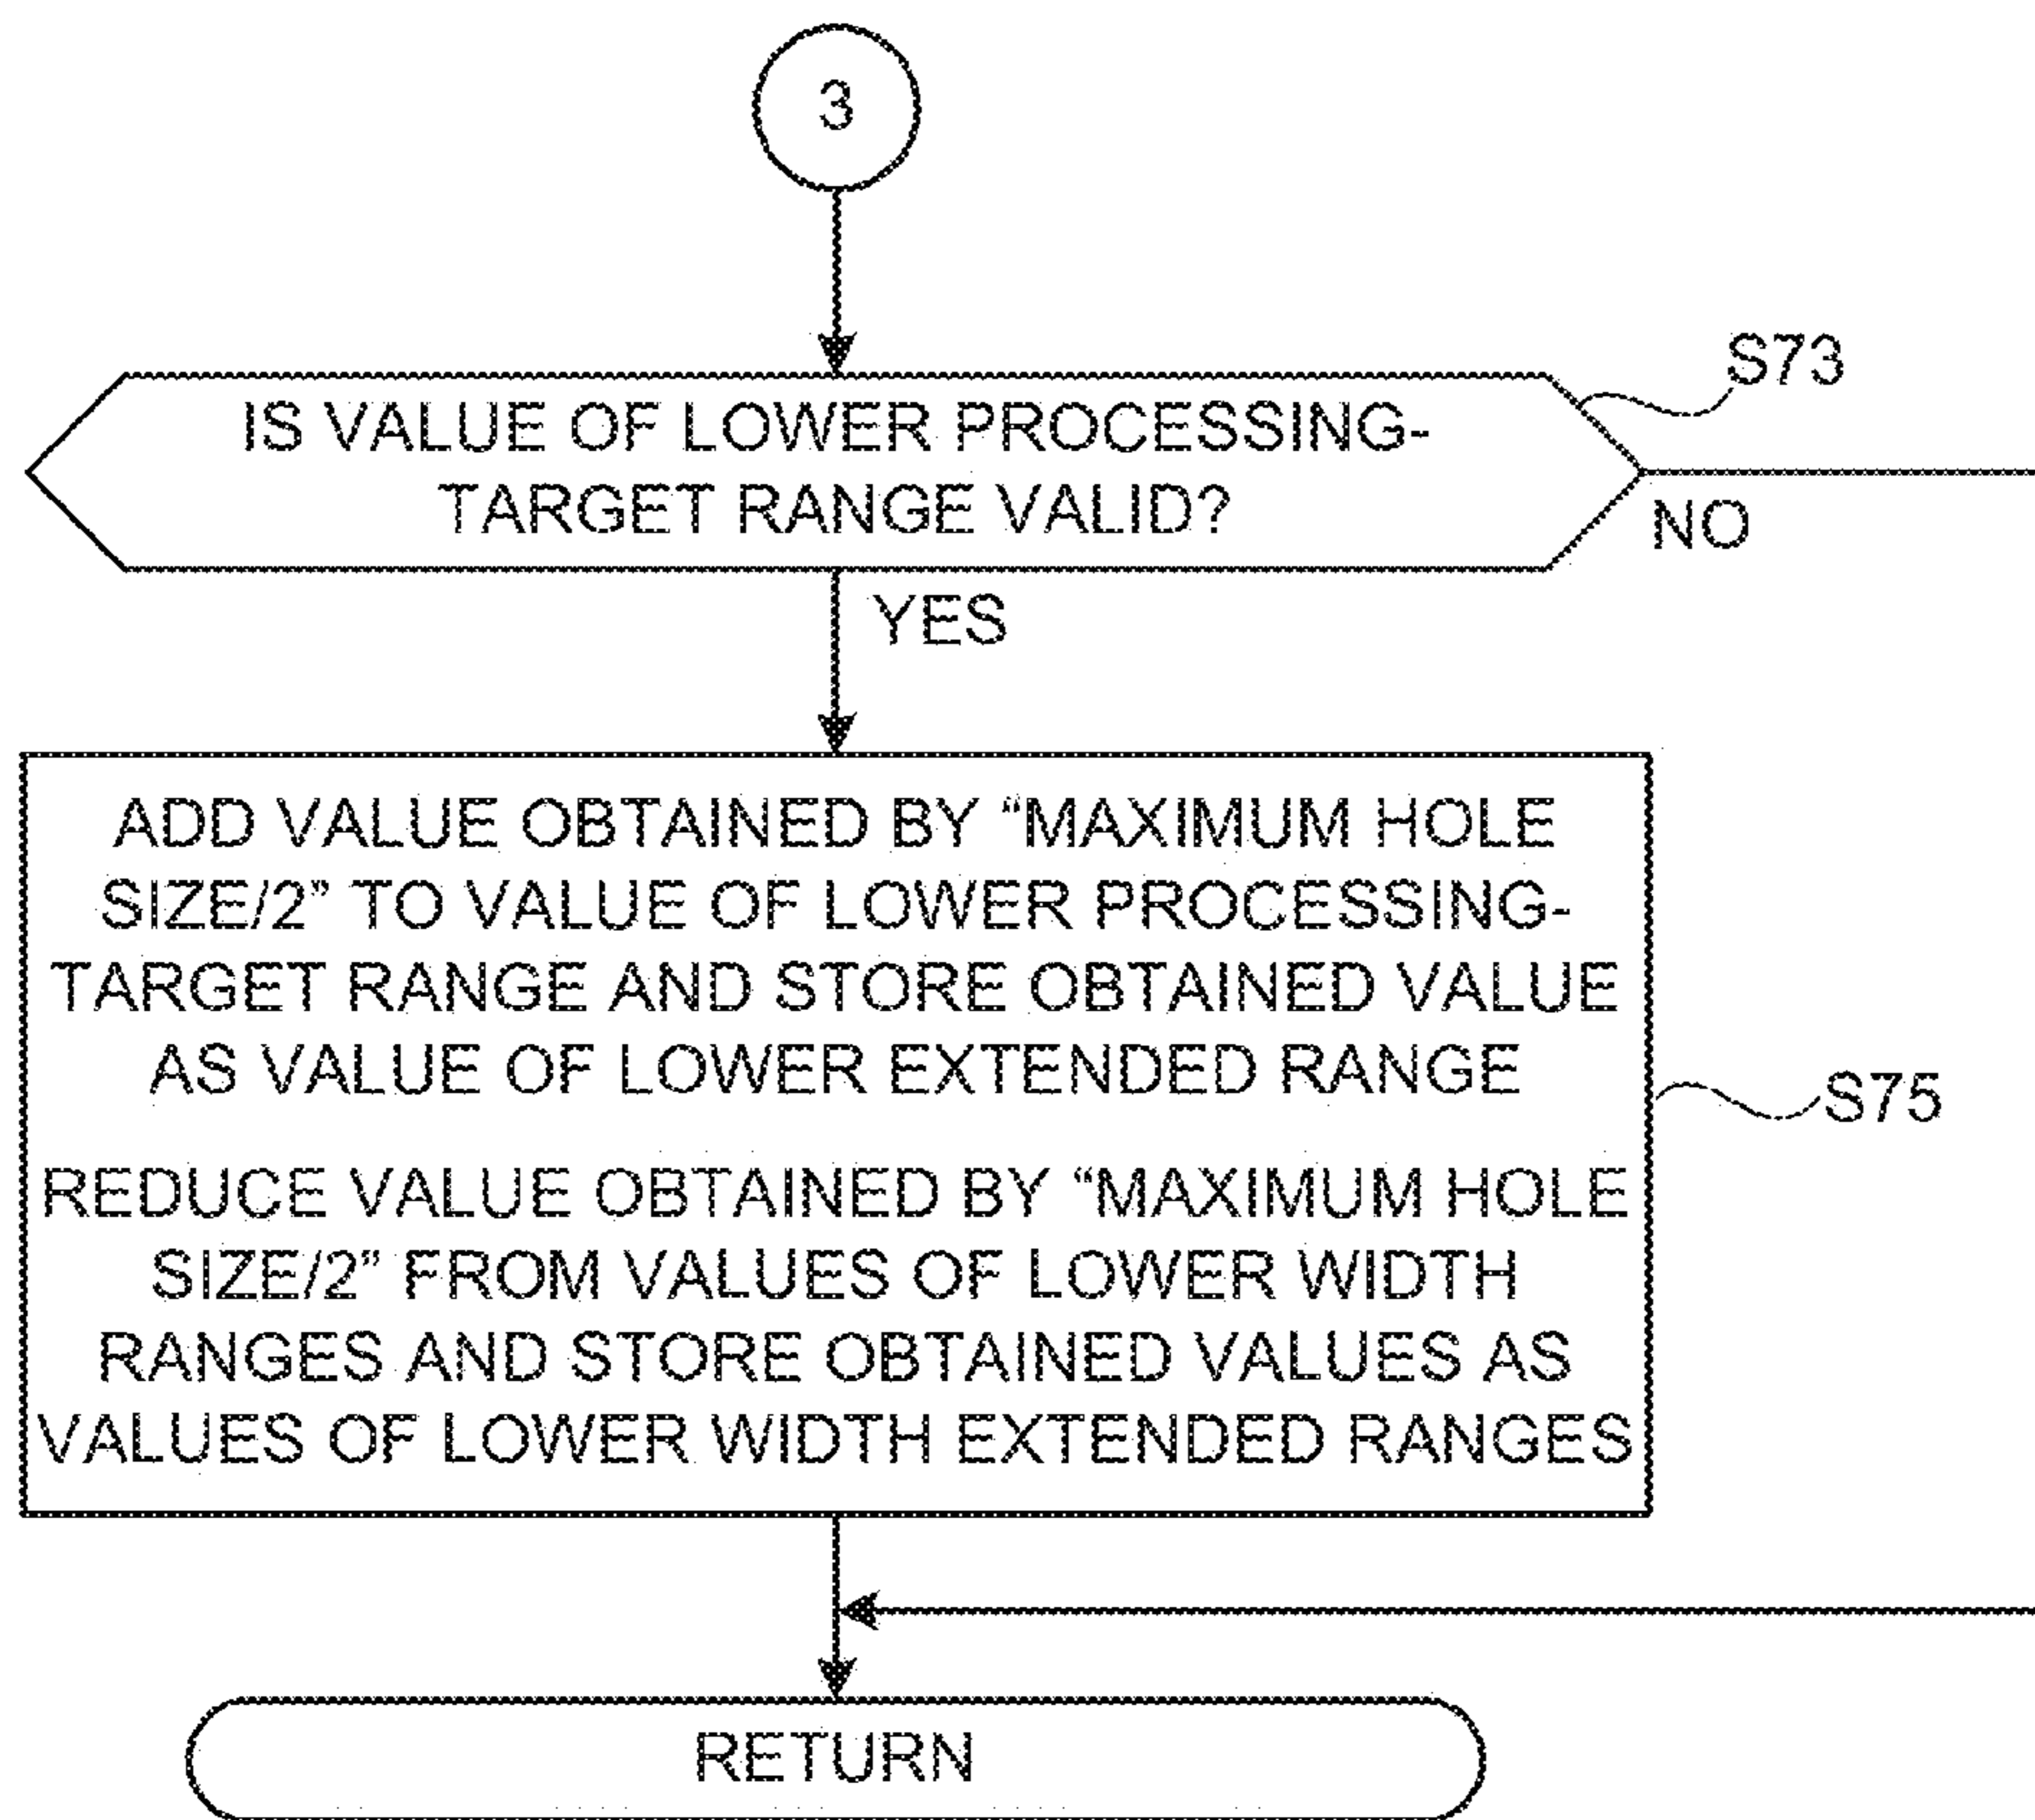 3
S73
IS VALUE OF LOWER PROCESSING-
TARGET RANGE VALID?
NO
YES
ADD VALUE OBTAINED BY “MAXIMUM HOLE
SIZE/2” TO VALUE OF LOWER PROCESSING-
TARGET RANGE AND STORE OBTAINED VALUE
AS VALUE OF LOWER EXTENDED RANGE
S75
REDUCE VALUE OBTAINED BY “MAXIMUM HOLE
SIZE/2” FROM VALUES OF LOWER WIDTH
RANGES AND STORE OBTAINED VALUES AS
VALUES OF LOWER WIDTH EXTENDED RANGES
RETURN